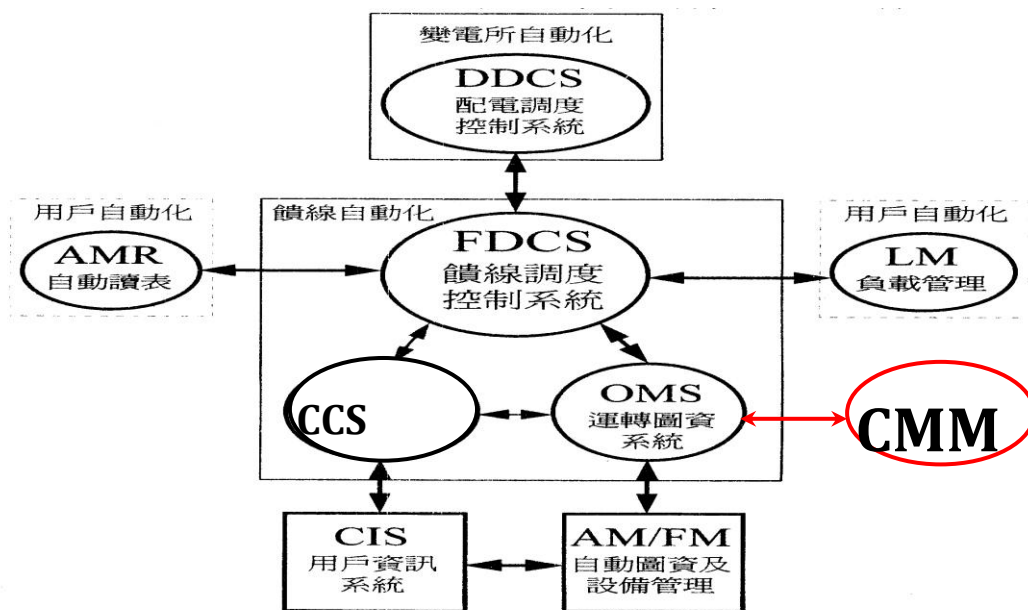 變電所自動化
DDCS
配電調度
控制系統
用戶自動化
AMR
自動讀表
饋線自動化
FDCS
饋線調度
控制系統
用戶自動化
LM
負載管理
CCS
OMS
運轉圖資
系統
CMM
CIS
用戶資訊
系統
AM/FM
自動圖資及
設備管理